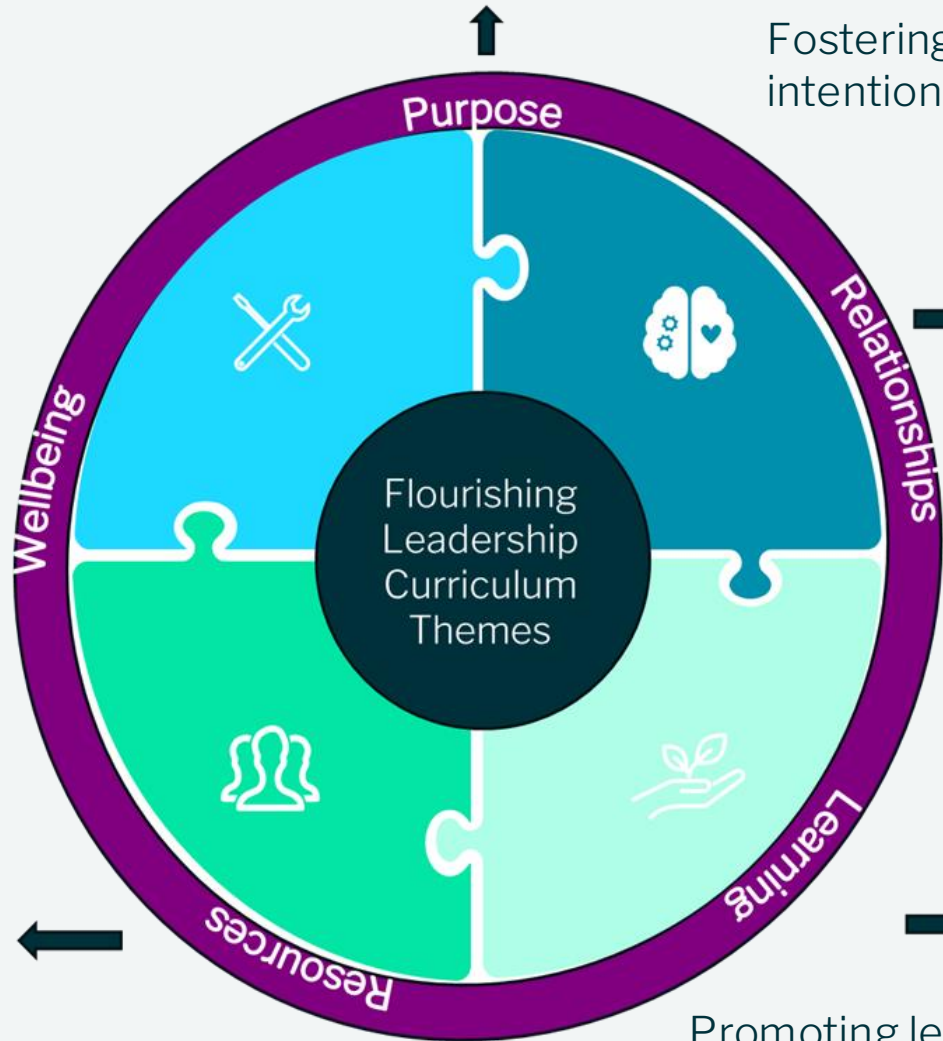 Fostering
intention
Purpose
Relationships
Wellbeing
Flourishing
Leadership
Curriculum
Themes
Learning
Resources
Promoting le